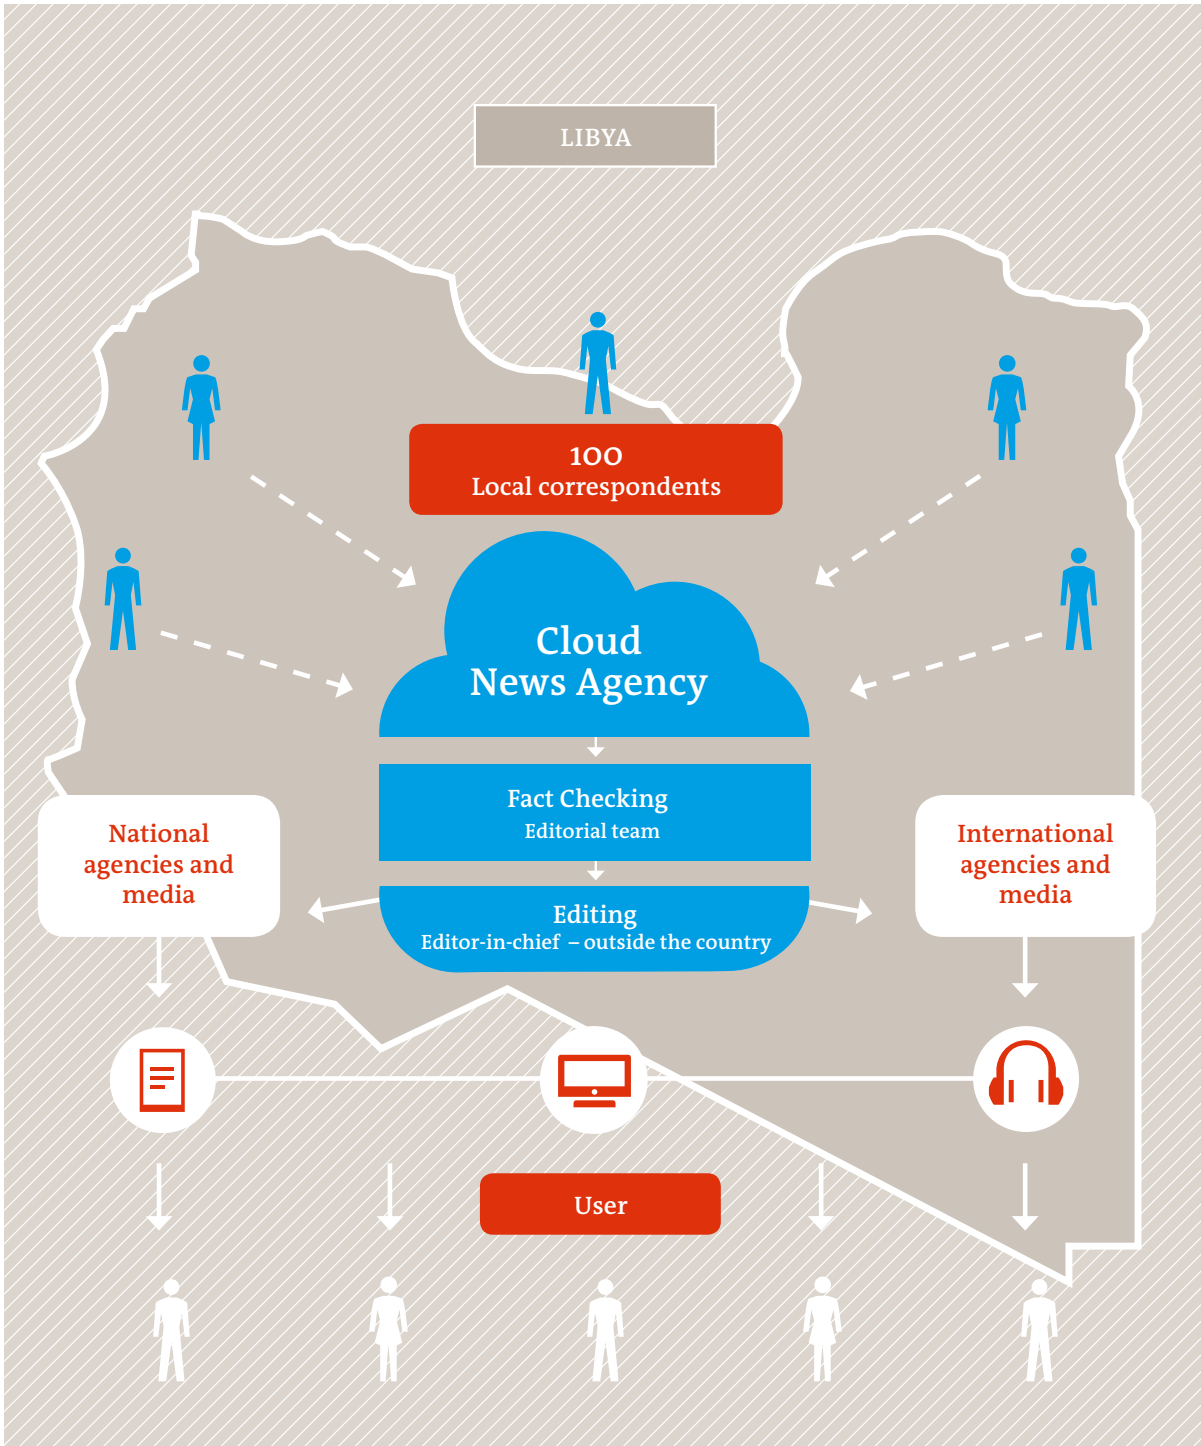 LIBYA
100
Local correspondents
Cloud
News Agency
Fact Checking
Editorial team
National
agencies and
media
International
agencies and
media
Editing
Editor-in-chief – outside the country
User